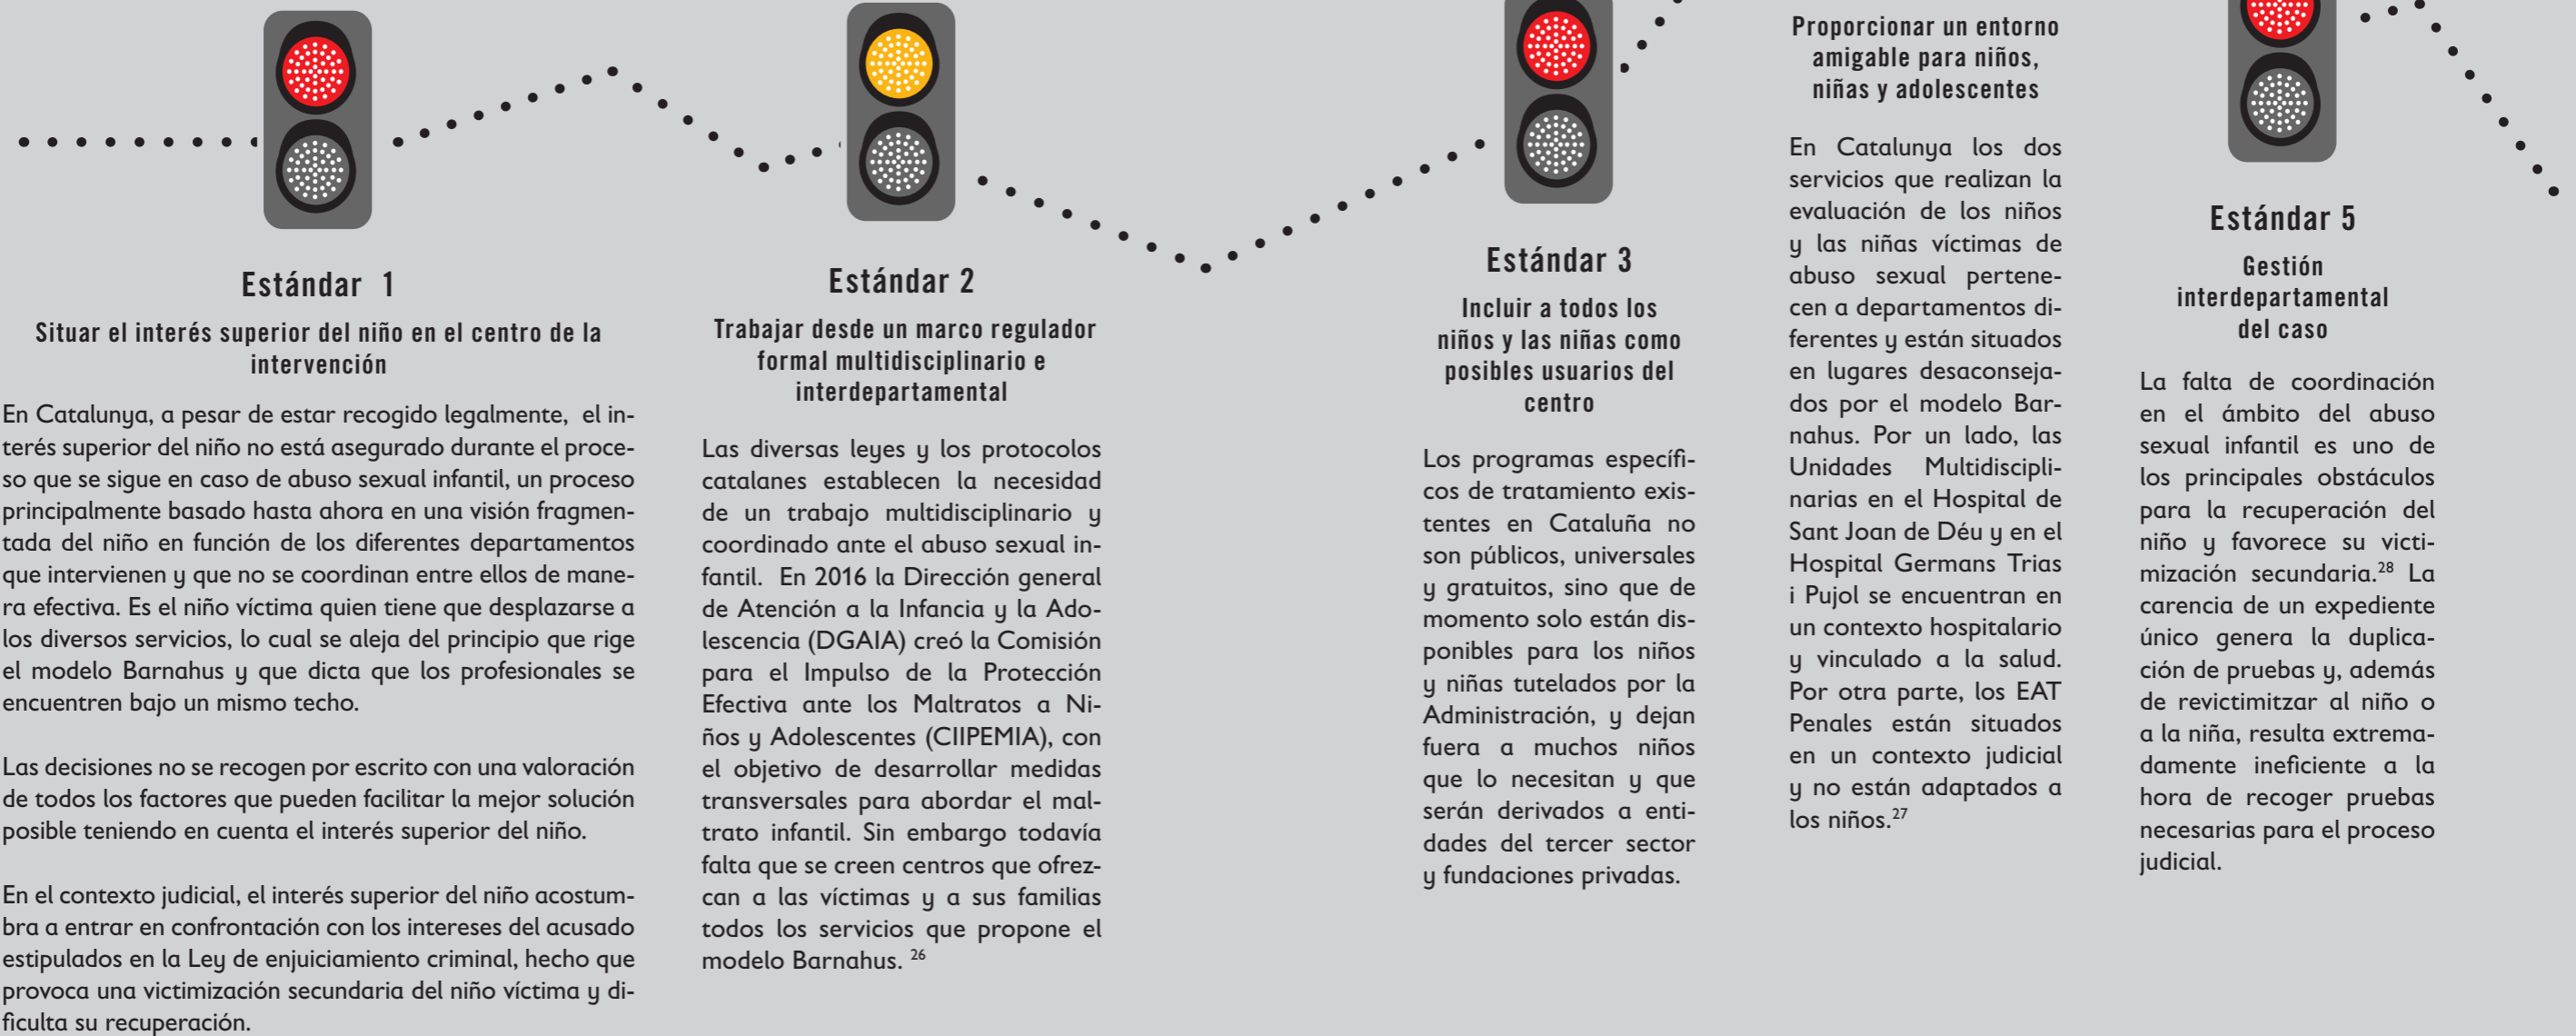 Estándar 1
Situar el interés superior del niño en el centro de la
intervención
En Catalunya, a pesar de estar recogido legalmente, el in-
terés superior del niño no está asegurado durante el proce-
so que se sigue en caso de abuso sexual infantil, un proceso
principalmente basado hasta ahora en una visión fragmen-
tada del niño en función de los diferentes departamentos
que intervienen y que no se coordinan entre ellos de mane-
ra efectiva. Es el niño víctima quien tiene que desplazarse a
los diversos servicios, lo cual se aleja del principio que rige
el modelo Barnahus y que dicta que los profesionales se
encuentren bajo un mismo techo.
Las decisiones no se recogen por escrito con una valoración
de todos los factores que pueden facilitar la mejor solución
posible teniendo en cuenta el interés superior del niño.
En el contexto judicial, el interés superior del niño acostum-
bra a entrar en confrontación con los intereses del acusado
estipulados en la Ley de enjuiciamiento criminal, hecho que
provoca una victimización secundaria del niño víctima y di-
ficulta su recuperación.
Estándar 2
Trabajar desde un marco regulador
formal multidisciplinario e
interdepartamental
Las diversas leyes y los protocolos
catalanes establecen la necesidad
de un trabajo multidisciplinario y
coordinado ante el abuso sexual in-
fantil. En 2016 la Dirección general
de Atención a la Infancia y la Ado-
lescencia (DGAIA) creó la Comisión
para el Impulso de la Protección
Efectiva ante los Maltratos a Ni-
ños y Adolescentes (CIIPEMIA), con
el objetivo de desarrollar medidas
transversales para abordar el mal-
trato infantil. Sin embargo todavía
falta que se creen centros que ofrez-
can a las víctimas y a sus familias
todos los servicios que propone el
modelo Barnahus. 26
Estándar 3
Incluir a todos los
niños y las niñas como
posibles usuarios del
centro
Los programas específi-
cos de tratamiento exis-
tentes en Cataluña no
son públicos, universales
y gratuitos, sino que de
momento solo están dis-
ponibles para los niños
y niñas tutelados por la
Administración, y dejan
fuera a muchos niños
que lo necesitan y que
serán derivados a enti-
dades del tercer sector
y fundaciones privadas.
Proporcionar un entorno
amigable para niños,
niñas y adolescentes
En Catalunya los dos
servicios que realizan la
evaluación de los niños
y las niñas víctimas de
abuso sexual pertene-
cen a departamentos di-
ferentes y están situados
en lugares desaconseja-
dos por el modelo Bar-
nahus. Por un lado, las
Unidades Multidiscipli-
narias en el Hospital de
Sant Joan de Déu y en el
Hospital Germans Trias
i Pujol se encuentran en
un contexto hospitalario
y vinculado a la salud.
Por otra parte, los EAT
Penales están situados
en un contexto judicial
y no están adaptados a
los niños.27
Estándar 5
Gestión
interdepartamental
del caso
La falta de coordinación
en el ámbito del abuso
sexual infantil es uno de
los principales obstáculos
para la recuperación del
niño y favorece su victi-
mización secundaria.28 La
carencia de un expediente
único genera la duplica-
ción de pruebas y, además
de revictimitzar al niño o
a la niña, resulta extrema-
damente ineficiente a la
hora de recoger pruebas
necesarias para el proceso
judicial.